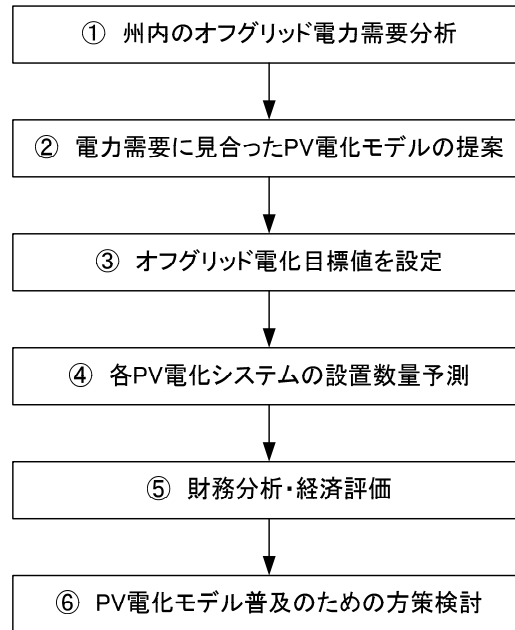 ① 州内のオフグリッド電力需要分析
② 電力需要に見合ったPV電化モデルの提案
③ オフグリッド電化目標値を設定
④ 各PV電化システムの設置数量予測
⑤ 財務分析・経済評価
⑥ PV電化モデル普及のための方策検討